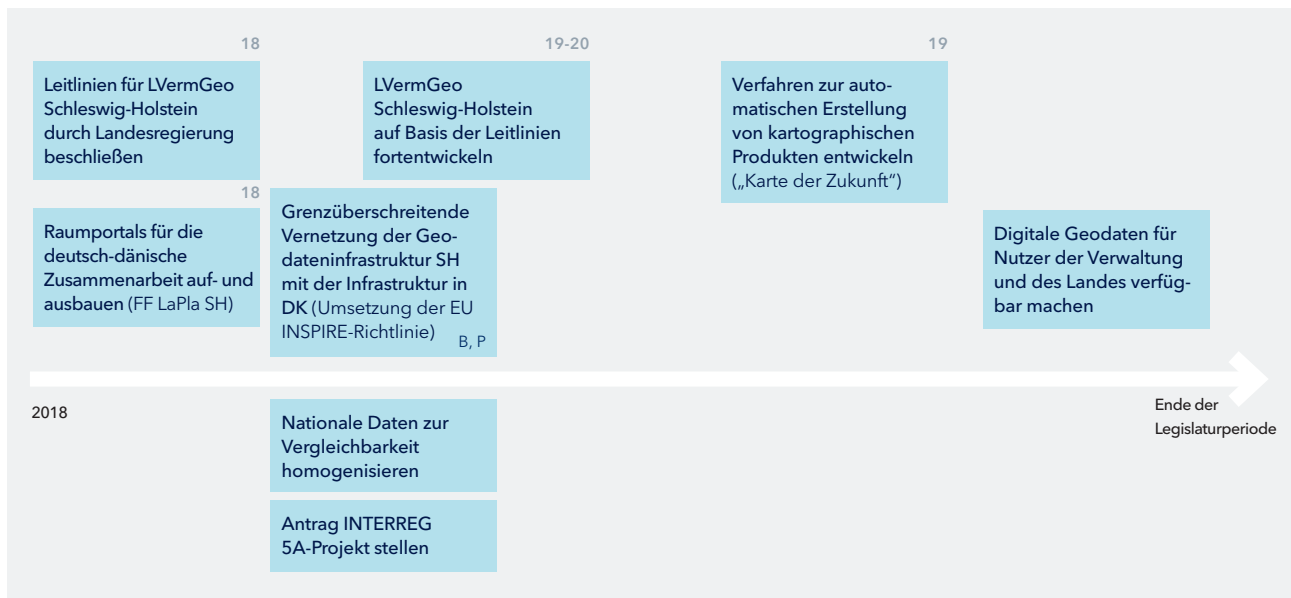 18
Leitlinien für LVermGeo
Schleswig-Holstein
durch Landesregierung
beschließen
19-20
LVermGeo
Schleswig-Holstein
auf Basis der Leitlinien
fortentwickeln
19
Verfahren zur auto-
matischen Erstellung
von kartographischen
Produkten entwickeln
(„Karte der Zukunft“)
18
Raumportals für die
deutsch-dänische
Zusammenarbeit auf- und
ausbauen (FF LaPla SH)
Grenzüberschreitende
Vernetzung der Geo-
dateninfrastruktur SH
mit der Infrastruktur in
DK (Umsetzung der EU
INSPIRE-Richtlinie)
B, P
Digitale Geodaten für
Nutzer der Verwaltung
und des Landes verfüg-
bar machen
2018
Ende der
Legislaturperiode
Nationale Daten zur
Vergleichbarkeit
homogenisieren
Antrag INTERREG
5A-Projekt stellen